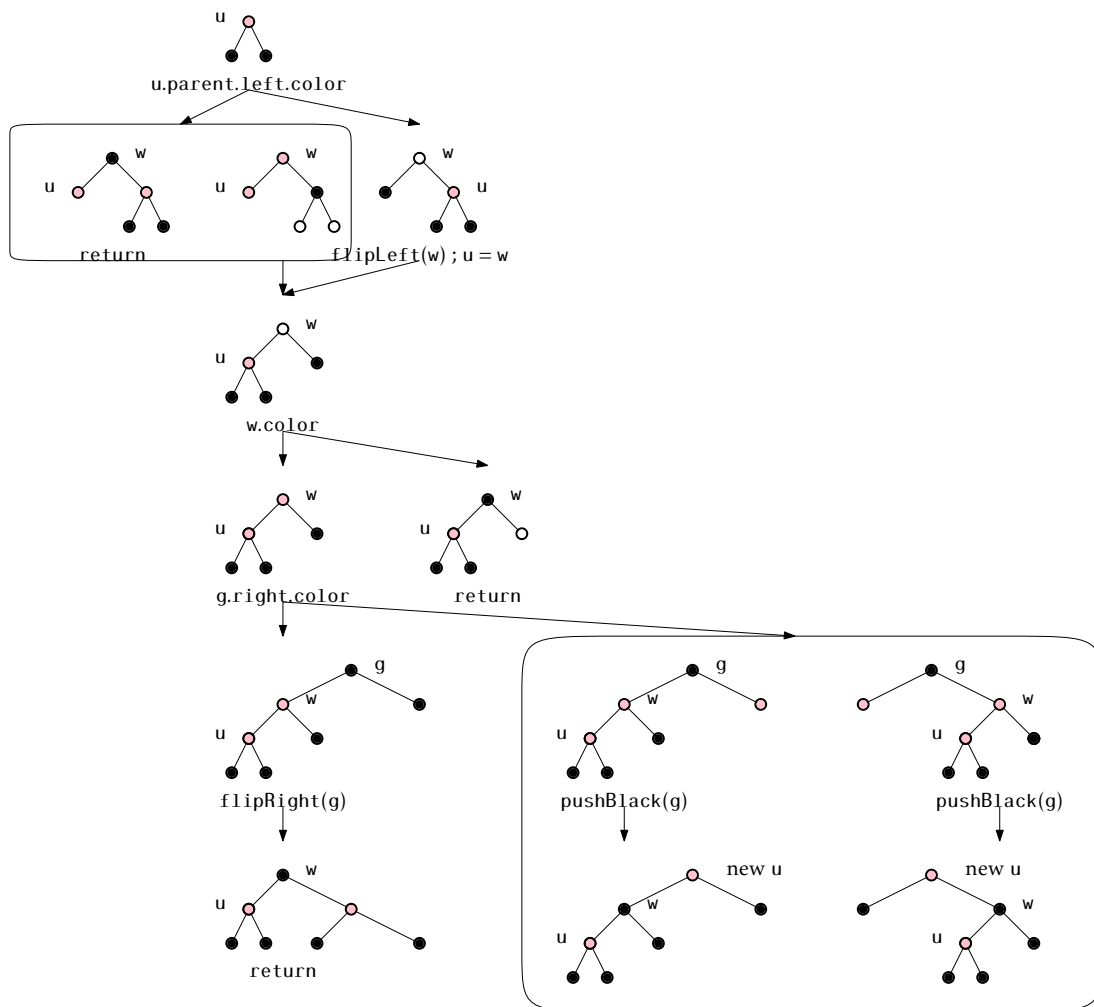 u
u.parent.left.color
w w w
u u u
return flipLeft(w) ; u = w
w
u
w.color
w w
u u
g.right.color return
g g g
w w w
u u u
flipRight(g) pushBlack(g) pushBlack(g)
w new u new u
u w w
u u
return